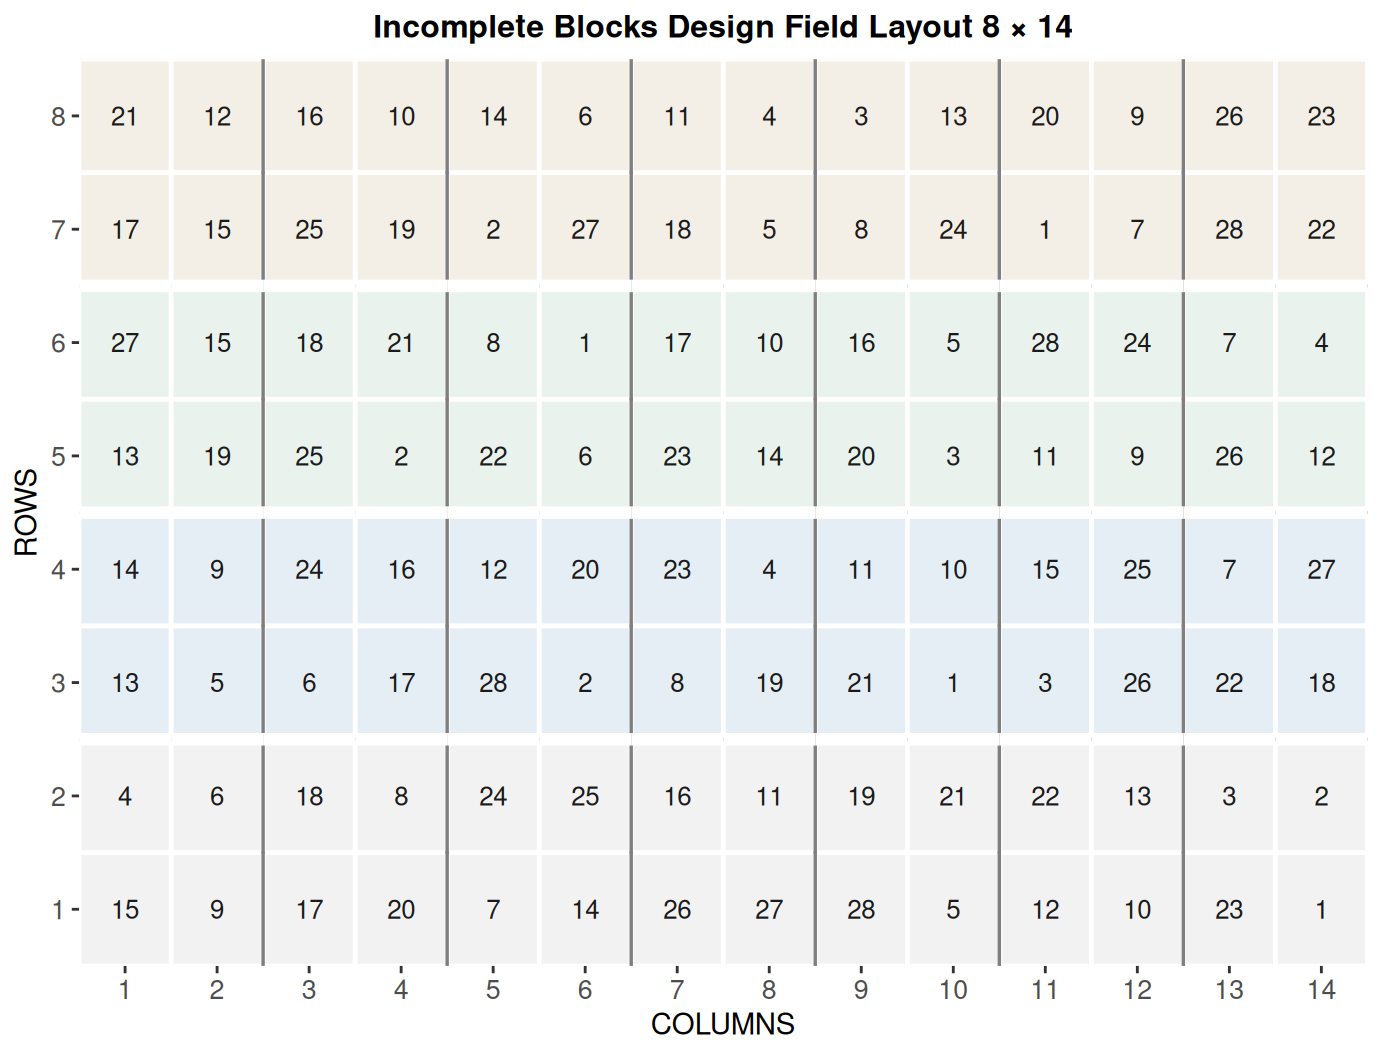 Incomplete Blocks Design Field Layout 8 × 14
8 21 12 16 10 14 6 11 4 3 13 20 9 26 23
7 17 15 25 19 2 27 18 5 8 24 1 7 28 22
6 27 15 18 21 8 1 17 10 16 5 28 24 7 4
5 13 19 25 2 22 6 23 14 20 3 11 9 26 12
ROWS
4 14 9 24 16 12 20 23 4 11 10 15 25 7 27
3 13 5 6 17 28 2 8 19 21 1 3 26 22 18
2 4 6 18 8 24 25 16 11 19 21 22 13 3 2
1 15 9 17 20 7 14 26 27 28 5 12 10 23 1
1 2 3 4 5 6 7 8 9 10 11 12 13 14
COLUMNS